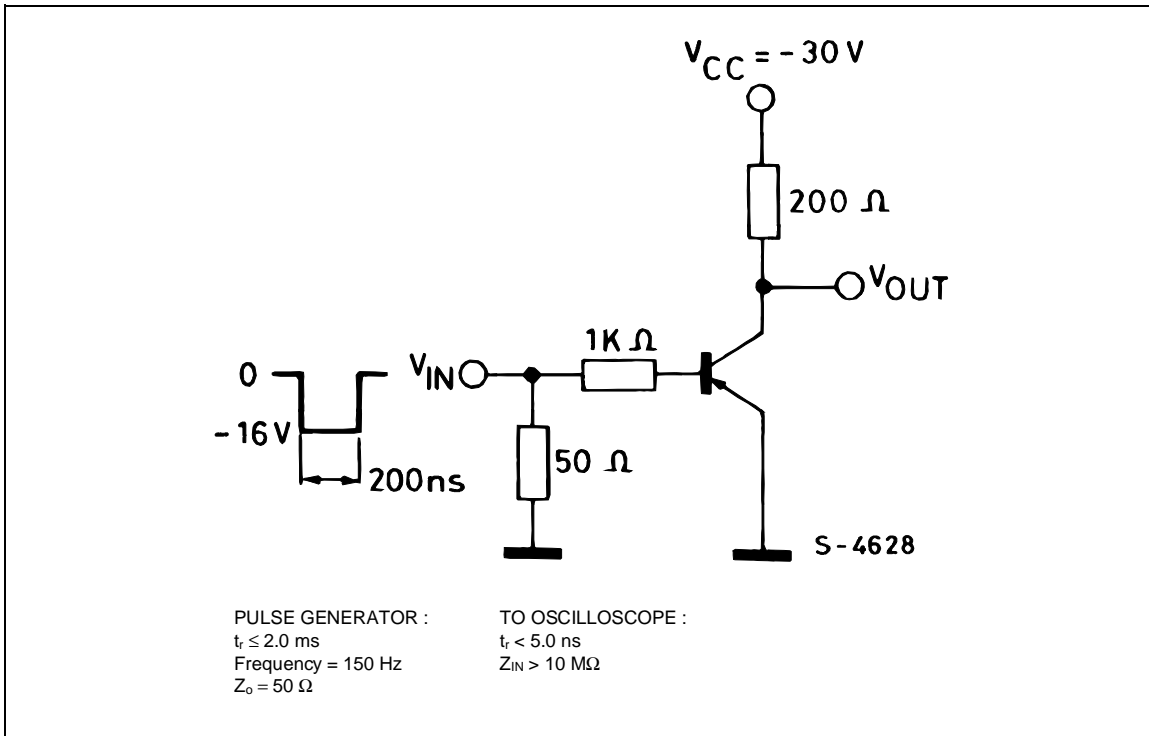 VCC = - 30 V
200 Ω
VOUT
1K Ω
VIN
0
- 16 V
200ns
50 Ω
S - 4628
PULSE GENERATOR :
tr ≤ 2.0 ms
Frequency = 150 Hz
Zo = 50 Ω
TO OSCILLOSCOPE :
tr < 5.0 ns
ZIN > 10 MΩ